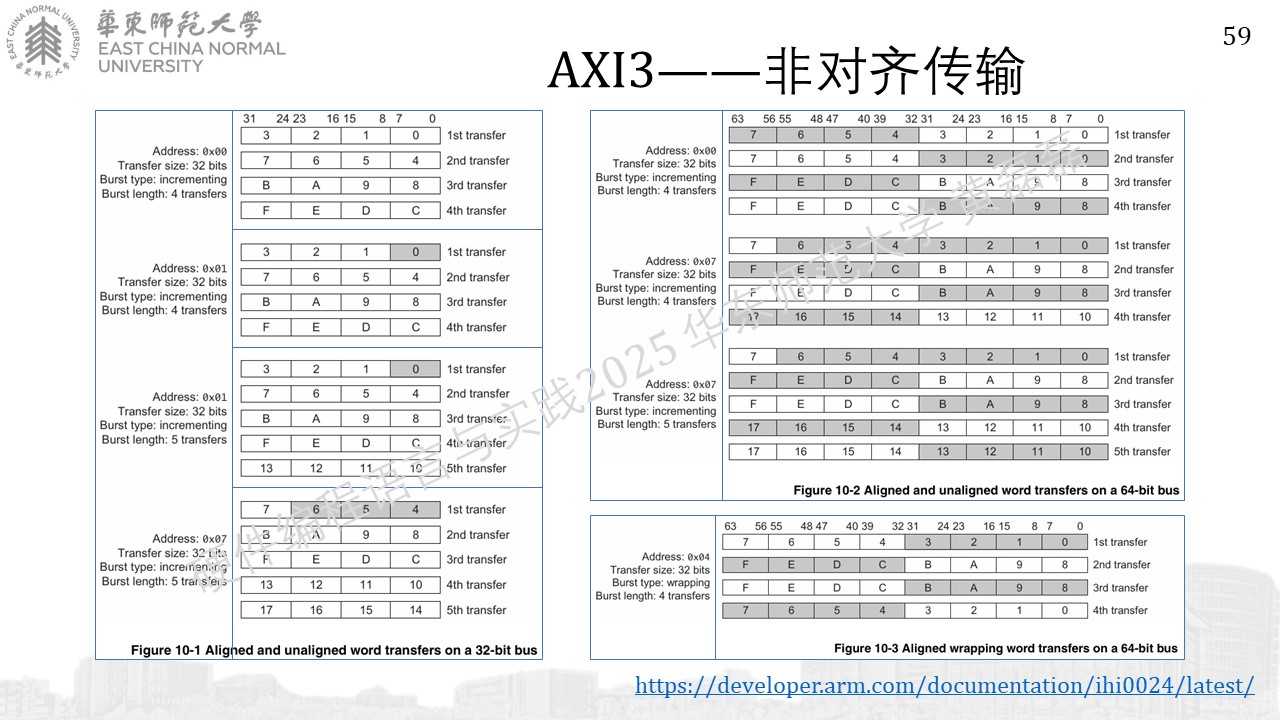 華東師範大學
EAST CHINA NORMAL
UNIVERSITY
59
AXI3——非对齐传输
31 24 23 16 15 8 7 0
Address: 0x00
Transfer size: 32 bits
Burst type: incrementing
Burst length: 4 transfers
3 2 1 0 1st transfer
7 6 5 4 2nd transfer
B A 9 8 3rd transfer
F E D C 4th transfer
Address: 0x01
Transfer size: 32 bits
Burst type: incrementing
Burst length: 4 transfers
3 2 1 0 1st transfer
7 6 5 4 2nd transfer
B A 9 8 3rd transfer
F E D C 4th transfer
Address: 0x01
Transfer size: 32 bits
Burst type: incrementing
Burst length: 5 transfers
3 2 1 0 1st transfer
7 6 5 4 2nd transfer
B A 9 8 3rd transfer
F E D C 4th transfer
13 12 11 10 5th transfer
Address: 0x07
Transfer size: 32 bits
Burst type: incrementing
Burst length: 5 transfers
7 6 5 4 1st transfer
B A 9 8 2nd transfer
F E D C 3rd transfer
13 12 11 10 4th transfer
17 16 15 14 5th transfer
Figure 10-1 Aligned and unaligned word transfers on a 32-bit bus
63 56 55 48 47 40 39 32 31 24 23 16 15 8 7 0
Address: 0x00
Transfer size: 32 bits
Burst type: incrementing
Burst length: 4 transfers
7 6 5 4 3 2 1 0 1st transfer
7 6 5 4 3 2 1 0 2nd transfer
F E D C B A 9 8 3rd transfer
F E D C B A 9 8 4th transfer
Address: 0x07
Transfer size: 32 bits
Burst type: incrementing
Burst length: 4 transfers
7 6 5 4 3 2 1 0 1st transfer
F E D C B A 9 8 2nd transfer
F E D C B A 9 8 3rd transfer
17 16 15 14 13 12 11 10 4th transfer
Address: 0x07
Transfer size: 32 bits
Burst type: incrementing
Burst length: 5 transfers
7 6 5 4 3 2 1 0 1st transfer
F E D C B A 9 8 2nd transfer
F E D C B A 9 8 3rd transfer
17 16 15 14 13 12 11 10 4th transfer
17 16 15 14 13 12 11 10 5th transfer
Figure 10-2 Aligned and unaligned word transfers on a 64-bit bus
63 56 55 48 47 40 39 32 31 24 23 16 15 8 7 0
Address: 0x04
Transfer size: 32 bits
Burst type: wrapping
Burst length: 4 transfers
7 6 5 4 3 2 1 0 1st transfer
F E D C B A 9 8 2nd transfer
F E D C B A 9 8 3rd transfer
7 6 5 4 3 2 1 0 4th transfer
Figure 10-3 Aligned wrapping word transfers on a 64-bit bus
硬件编程语言与实践2025 华东师范大学 黄磊磊
https://developer.arm.com/documentation/ihi0024/latest/
EAST CHINA NORMAL UNIVERSITY
華東師範大學